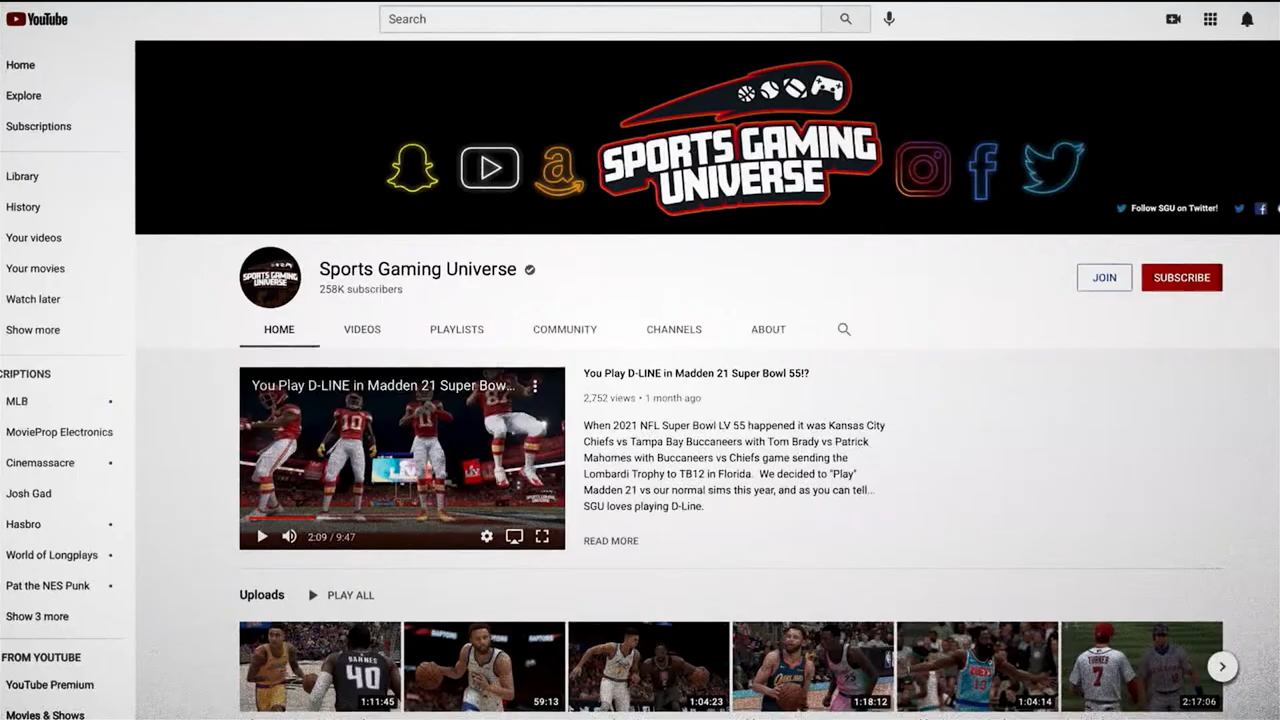 YouTube
Search
Home
Explore
Subscriptions
Library
History
Your videos
Your movies
Watch later
Show more
CRIPTIONS
MLB
MovieProp Electronics
Cinemassacre
Josh Gad
Hasbro
World of Longplays
Pat the NES Punk
Show 3 more
FROM YOUTUBE
YouTube Premium
Movies & Shows
SPORTS GAMING
UNIVERSE
Follow SGU on Twitter!
SPORTS GAMING
UNIVERSE
Sports Gaming Universe
258K subscribers
JOIN
SUBSCRIBE
HOME
VIDEOS
PLAYLISTS
COMMUNITY
CHANNELS
ABOUT
You Play D-LINE in Madden 21 Super Bow...
10
2:09 / 9:47
You Play D-LINE in Madden 21 Super Bowl 55!?
2,752 views • 1 month ago
When 2021 NFL Super Bowl LV 55 happened it was Kansas City
Chiefs vs Tampa Bay Buccaneers with Tom Brady vs Patrick
Mahomes with Buccaneers vs Chiefs game sending the
Lombardi Trophy to TB12 in Florida. We decided to "Play"
Madden 21 vs our normal sims this year, and as you can tell...
SGU loves playing D-Line.
READ MORE
Uploads
PLAY ALL
BARNES
40
1:11:45
59:13
1:04:23
1:18:12
13
1:04:14
TURNER
7
2:17:06